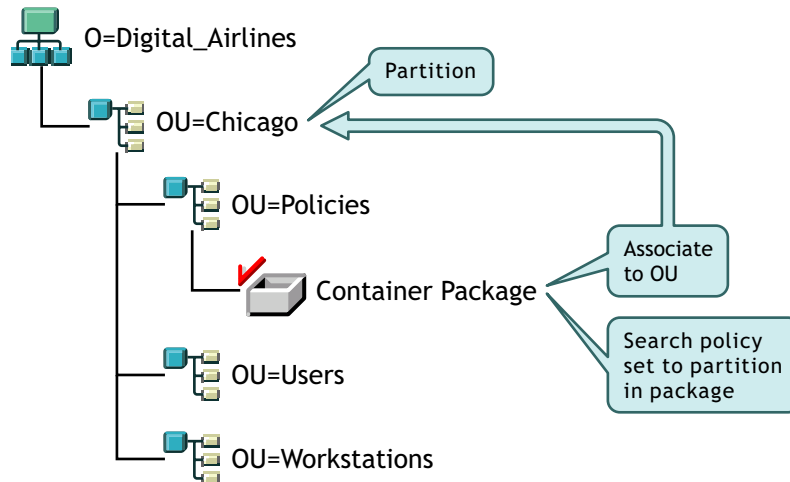 O=Digital_Airlines
Partition
OU=Chicago
OU=Policies
Associate
to OU
Container Package
Search policy
set to partition
in package
OU=Users
OU=Workstations